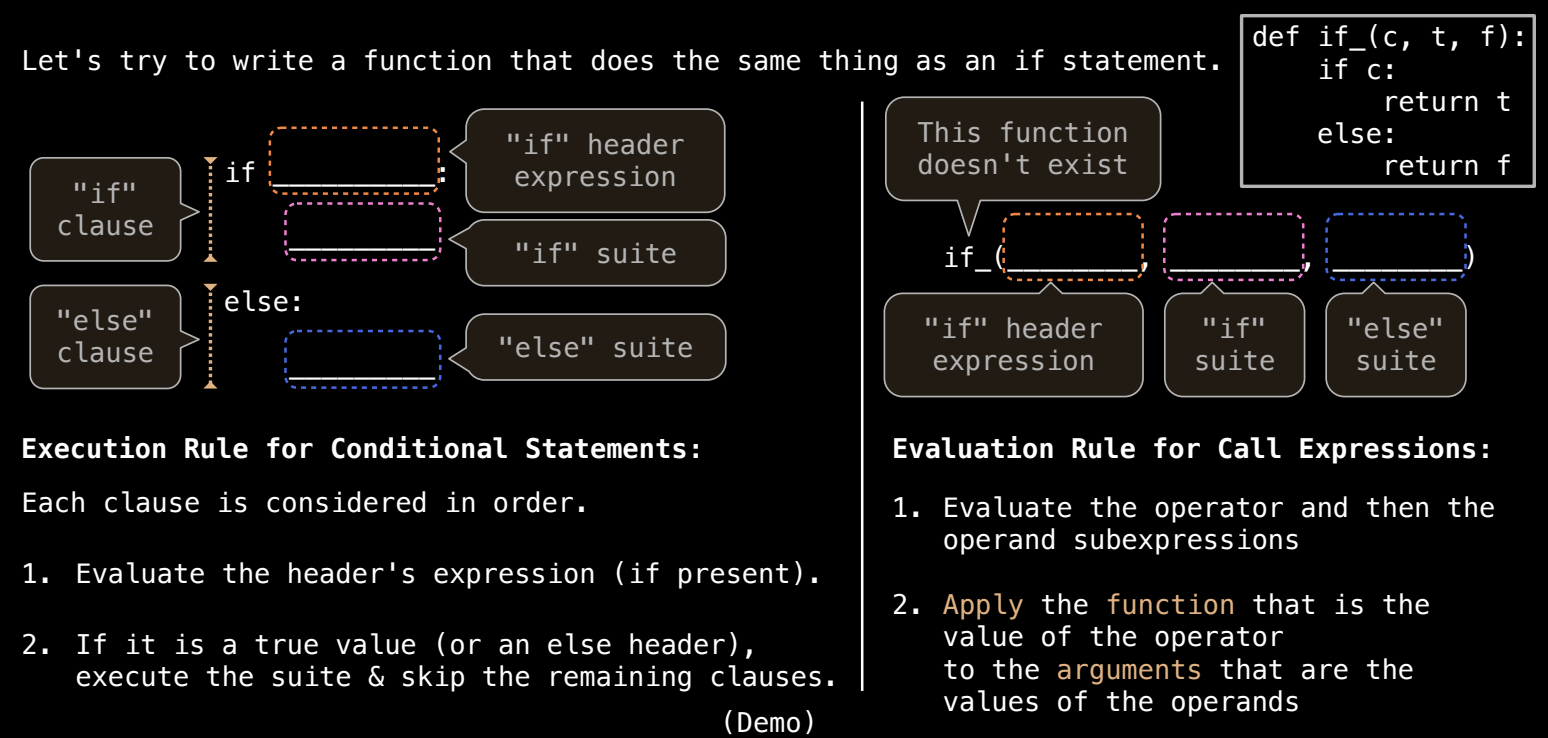 Let's try to write a function that does the same thing as an if statement.
def if_(c, t, f):
if c:
return t
else:
return f
"if"
clause
if __________:
"if" header
expression
_________
"if" suite
"else"
clause
else:
_________
"else" suite
This function
doesn't exist
if_(________, ________, ________)
"if" header
expression
"if"
suite
"else"
suite
Execution Rule for Conditional Statements:
Each clause is considered in order.
1. Evaluate the header's expression (if present).
2. If it is a true value (or an else header),
execute the suite & skip the remaining clauses.
Evaluation Rule for Call Expressions:
1. Evaluate the operator and then the
operand subexpressions
2. Apply the function that is the
value of the operator
to the arguments that are the
values of the operands
(Demo)